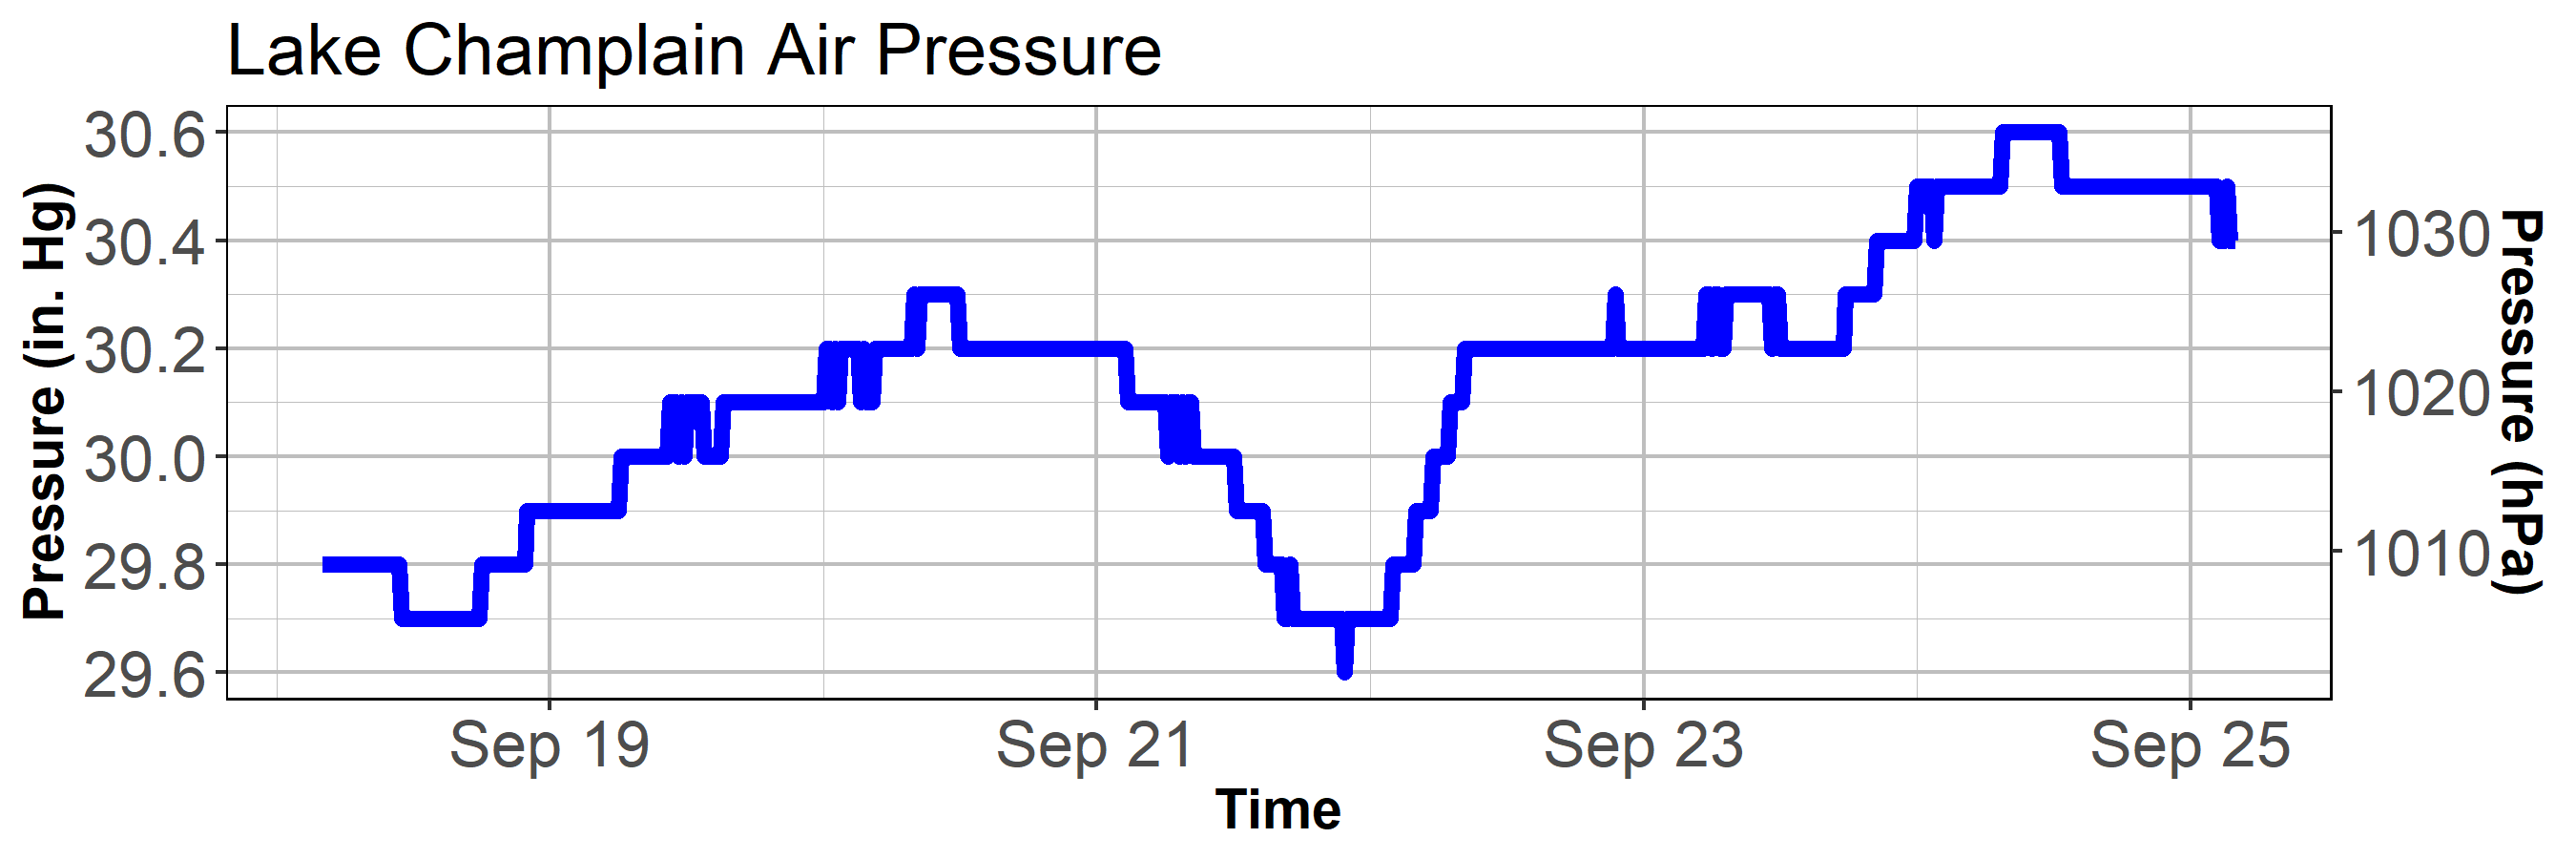 Lake Champlain Air Pressure
30.6
30.4
30.2
30.0
29.8
29.6
Pressure (in. Hg)
1030
1020
1010
Pressure (hPa)
Sep 19
Sep 21
Sep 23
Sep 25
Time